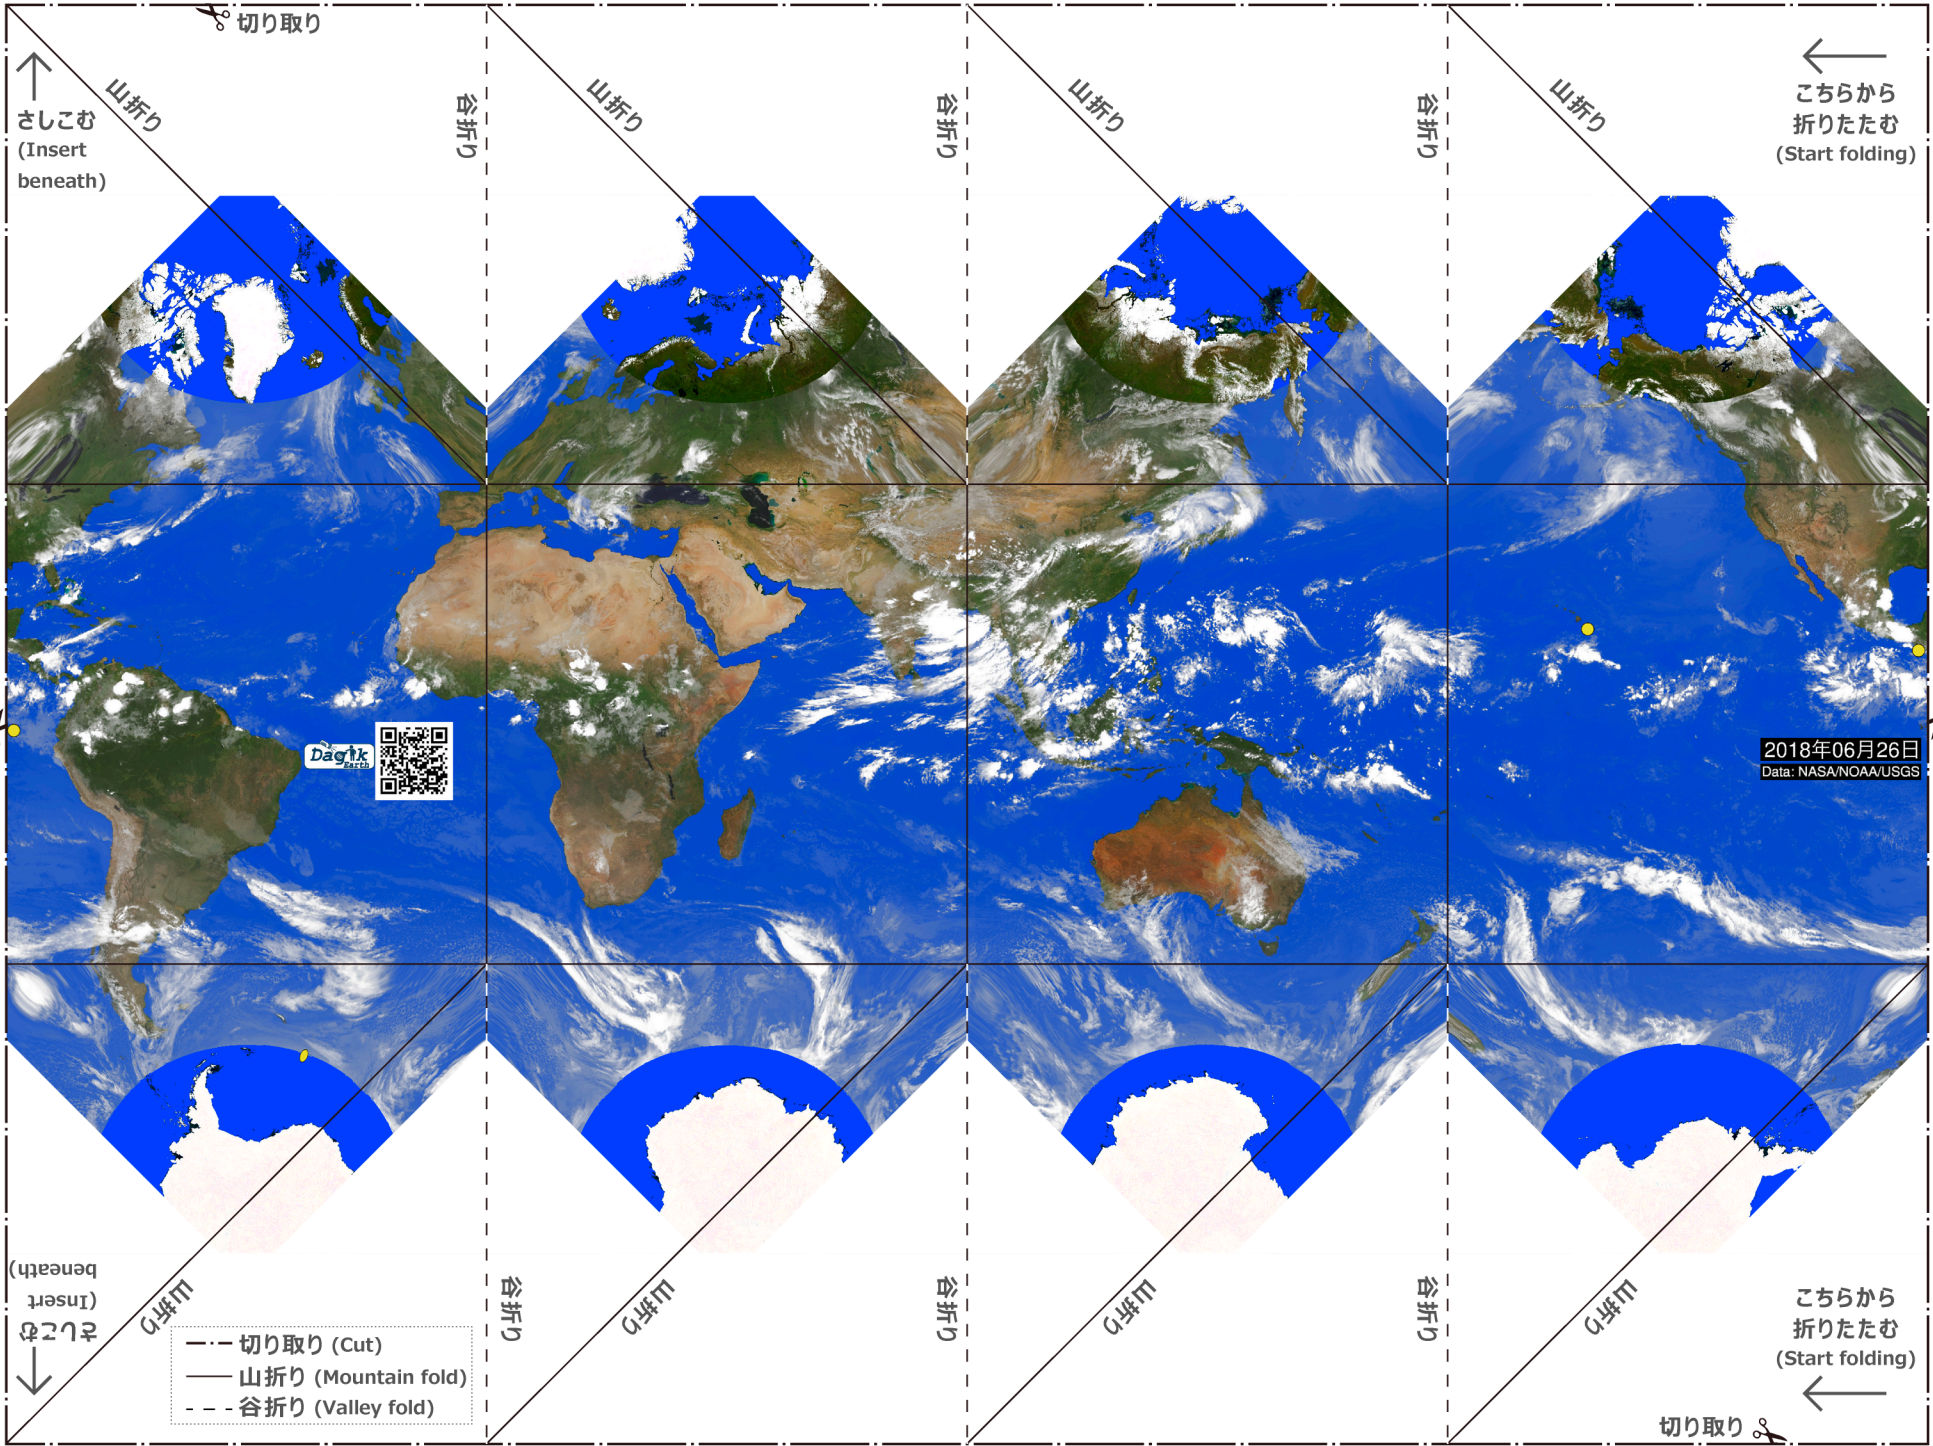 切り取り
さしこむ
(Insert
beneath)
山折り
谷折り
山折り
谷折り
山折り
谷折り
山折り
こちらから
折りたたむ
(Start folding)
Dagik
Earth
2018年06月26日
Data: NASA/NOAA/USGS
さしこむ
(Insert
beneath)
山折り
谷折り
山折り
谷折り
山折り
谷折り
山折り
こちらから
折りたたむ
(Start folding)
切り取り (Cut)
山折り (Mountain fold)
谷折り (Valley fold)
切り取り